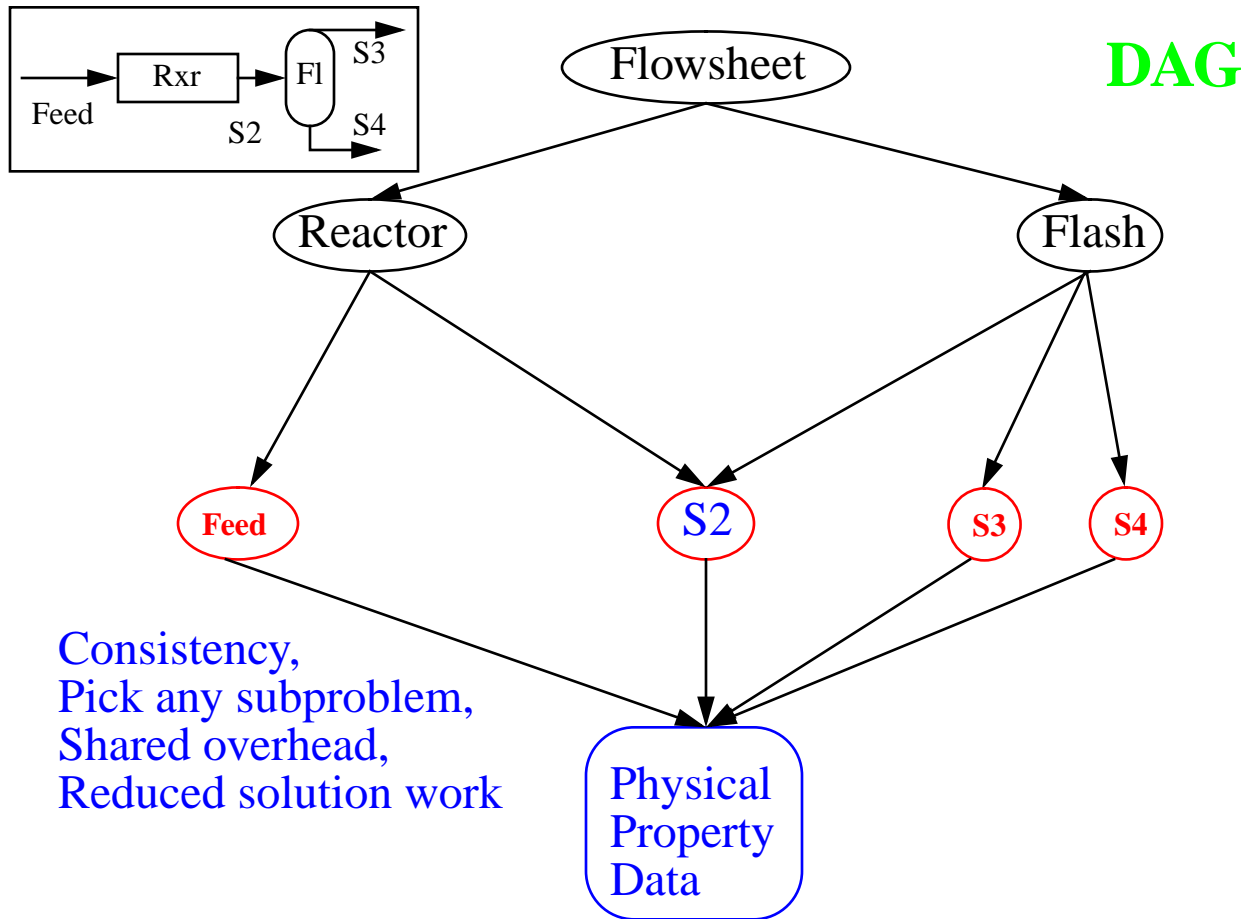 S3
Rxr
Fl
Feed
S2
S4
Flowsheet
DAG
Reactor
Flash
Feed
S2
S3
S4
Consistency,
Pick any subproblem,
Shared overhead,
Reduced solution work
Physical
Property
Data